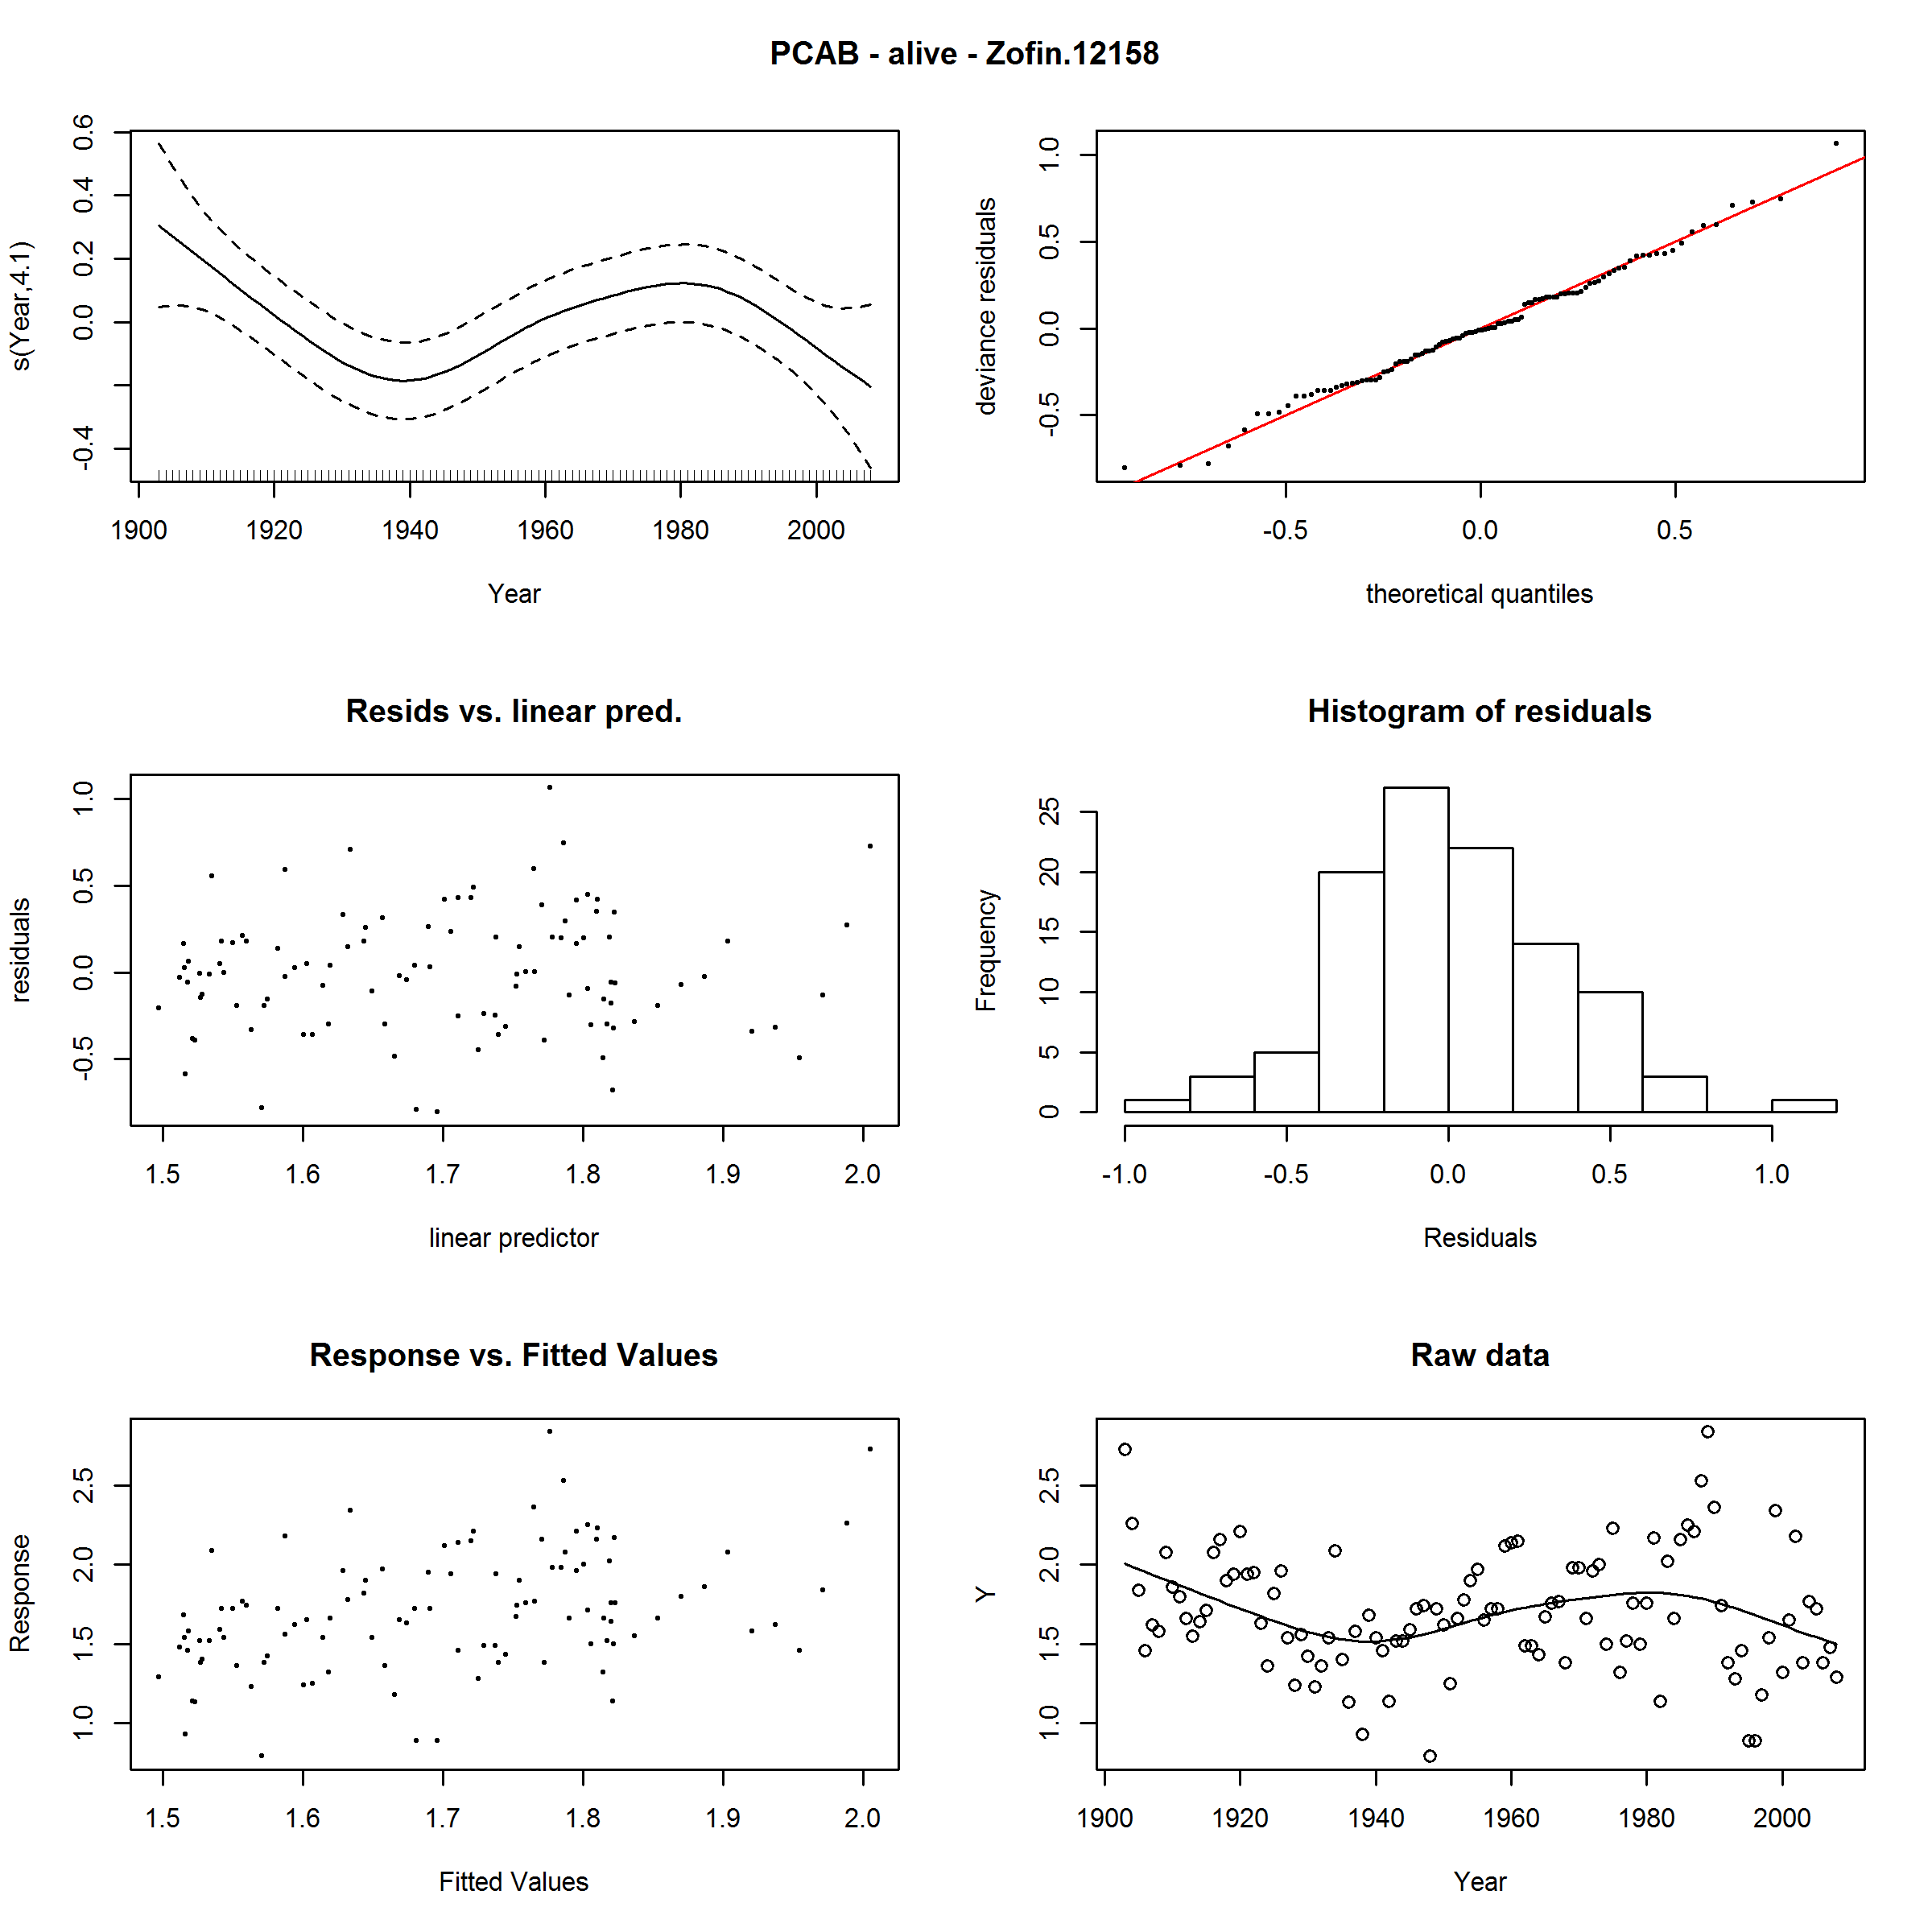 PCAB - alive - Zofin.12158
s(Year,4.1)
-0.4 0.0 0.2 0.4 0.6
1900 1920 1940 1960 1980 2000
Year
deviance residuals
-0.5 0.0 0.5 1.0
-0.5 0.0 0.5
theoretical quantiles
Resids vs. linear pred.
residuals
-0.5 0.0 0.5 1.0
1.5 1.6 1.7 1.8 1.9 2.0
linear predictor
Histogram of residuals
Frequency
0 5 10 15 20 25
-1.0 -0.5 0.0 0.5 1.0
Residuals
Response vs. Fitted Values
Response
1.0 1.5 2.0 2.5
1.5 1.6 1.7 1.8 1.9 2.0
Fitted Values
Raw data
Y
1.0 1.5 2.0 2.5
1900 1920 1940 1960 1980 2000
Year